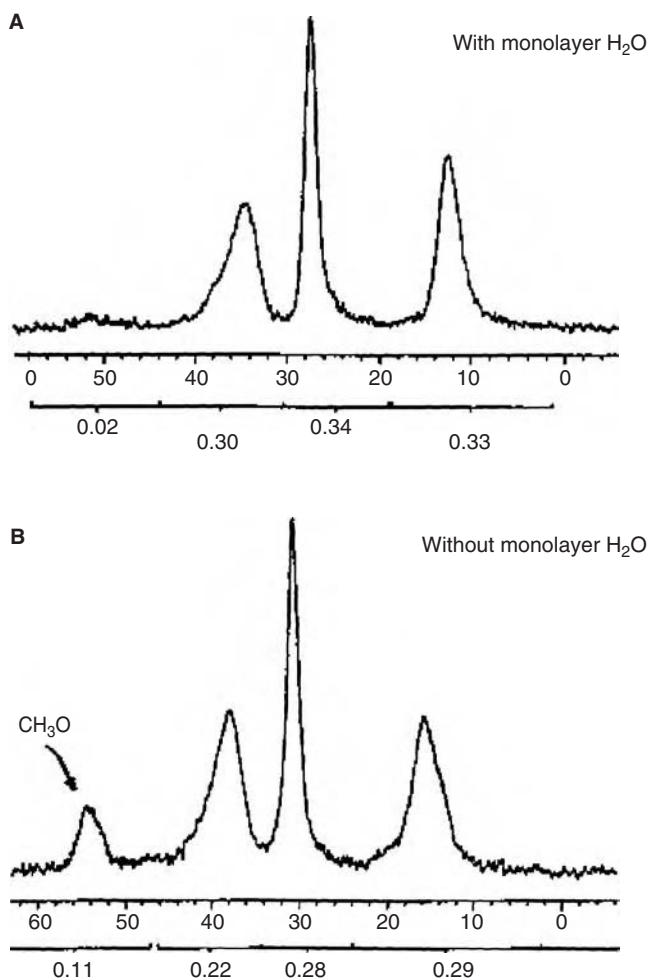 A
With monolayer H₂O
0 50 40 30 20 10 0
0.02 0.30 0.34 0.33
B
Without monolayer H₂O
CH₃O
60 50 40 30 20 10 0
0.11 0.22 0.28 0.29